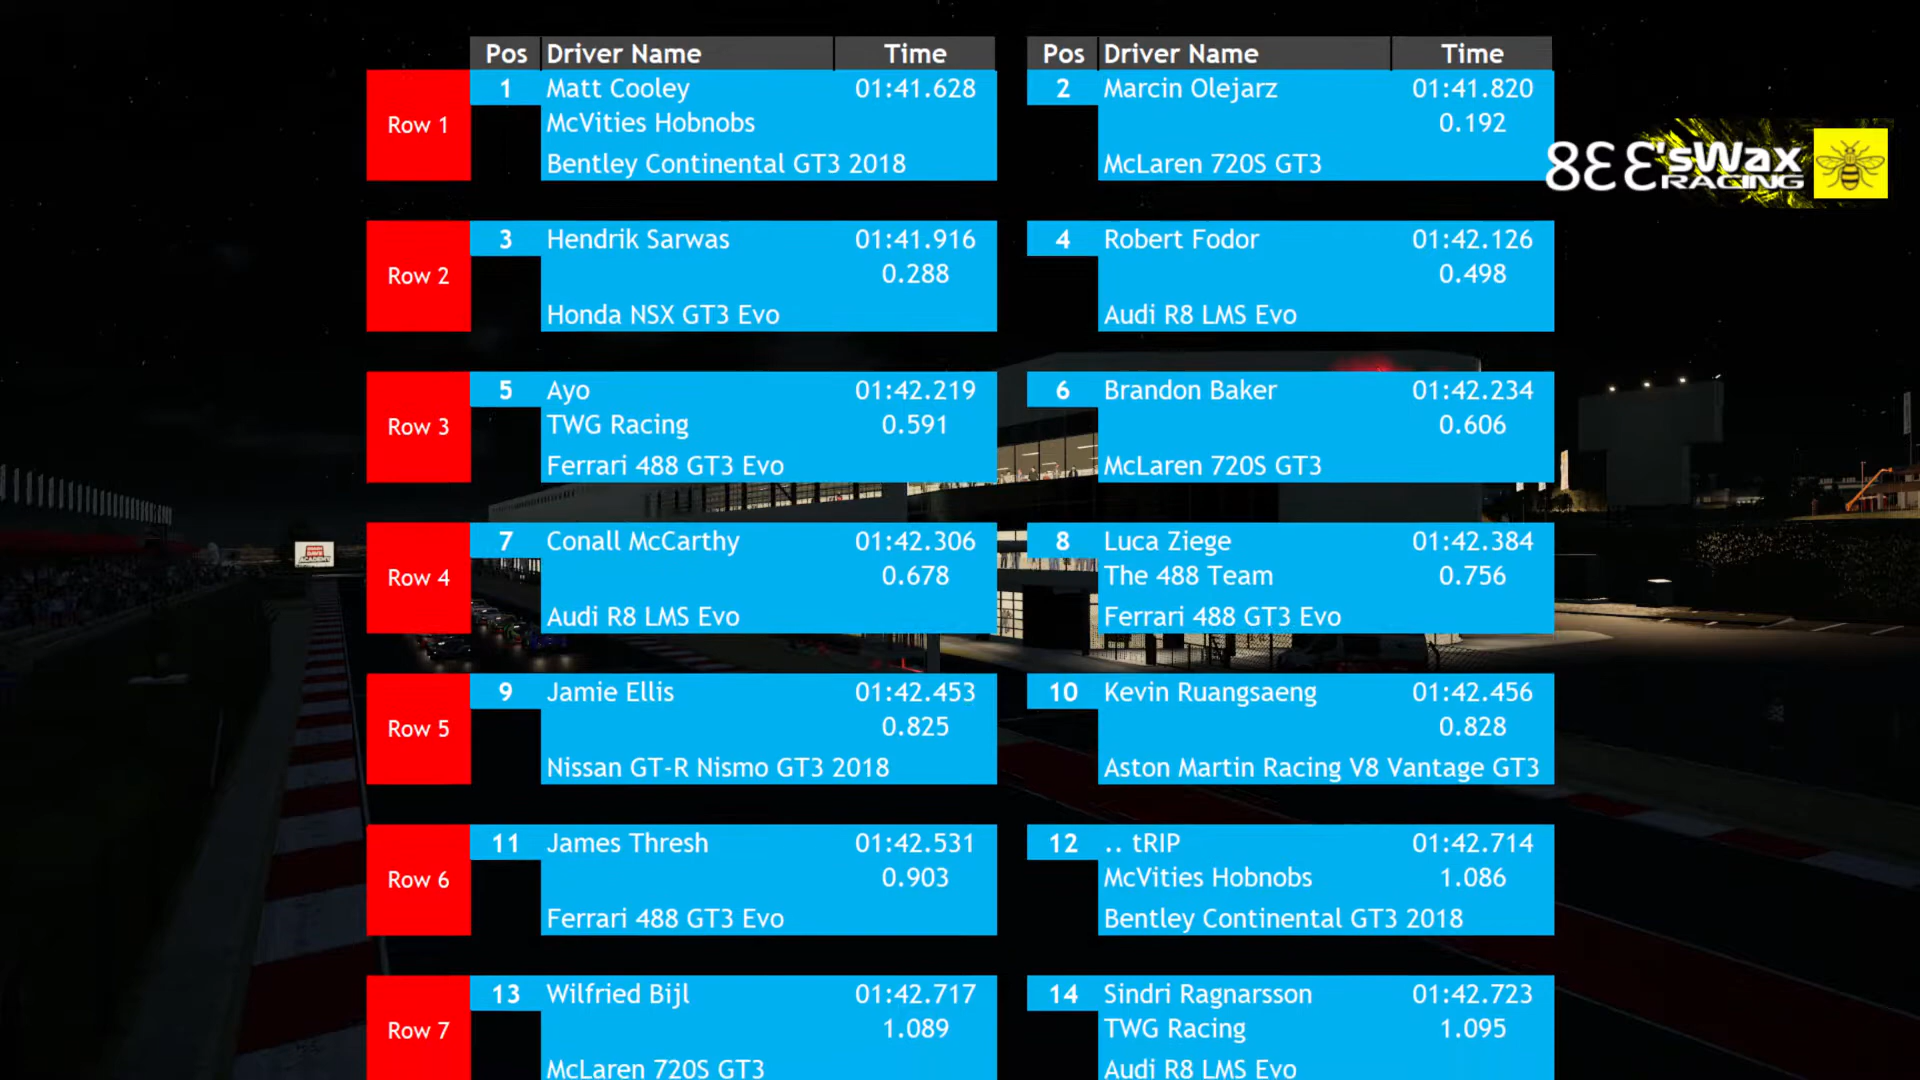 Pos Driver Name Time Pos Driver Name Time
Row 1
1 Matt Cooley 01:41.628
McVities Hobnobs
Bentley Continental GT3 2018
2 Marcin Olejarz 01:41.820
0.192
McLaren 720S GT3
8EE'sWax
RACING
Row 2
3 Hendrik Sarwas 01:41.916
0.288
Honda NSX GT3 Evo
4 Robert Fodor 01:42.126
0.498
Audi R8 LMS Evo
Row 3
5 Ayo 01:42.219
TWG Racing 0.591
Ferrari 488 GT3 Evo
6 Brandon Baker 01:42.234
0.606
McLaren 720S GT3
Row 4
7 Conall McCarthy 01:42.306
0.678
Audi R8 LMS Evo
8 Luca Ziege 01:42.384
The 488 Team 0.756
Ferrari 488 GT3 Evo
Row 5
9 Jamie Ellis 01:42.453
0.825
Nissan GT-R Nismo GT3 2018
10 Kevin Ruangsaeng 01:42.456
0.828
Aston Martin Racing V8 Vantage GT3
Row 6
11 James Thresh 01:42.531
0.903
Ferrari 488 GT3 Evo
12 .. tRIP 01:42.714
McVities Hobnobs 1.086
Bentley Continental GT3 2018
Row 7
13 Wilfried Bijl 01:42.717
1.089
McLaren 720S GT3
14 Sindri Ragnarsson 01:42.723
TWG Racing 1.095
Audi R8 LMS Evo